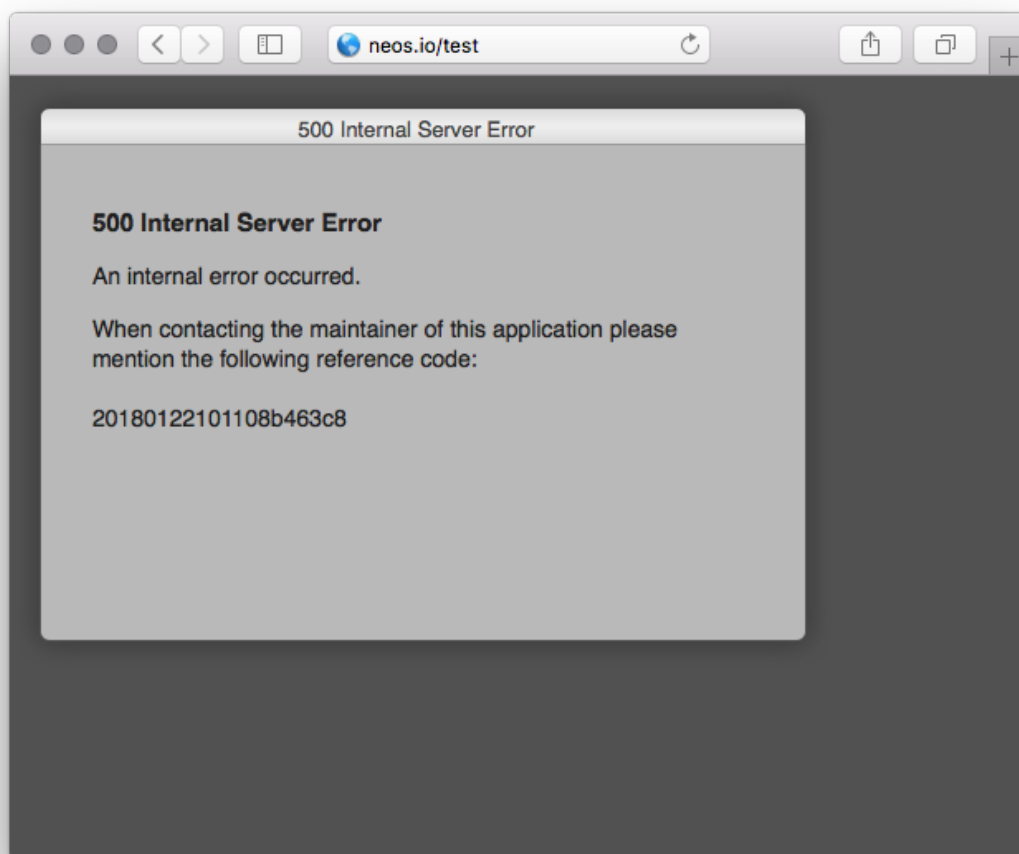 neos.io/test
500 Internal Server Error
500 Internal Server Error
An internal error occurred.
When contacting the maintainer of this application please
mention the following reference code:
20180122101108b463c8